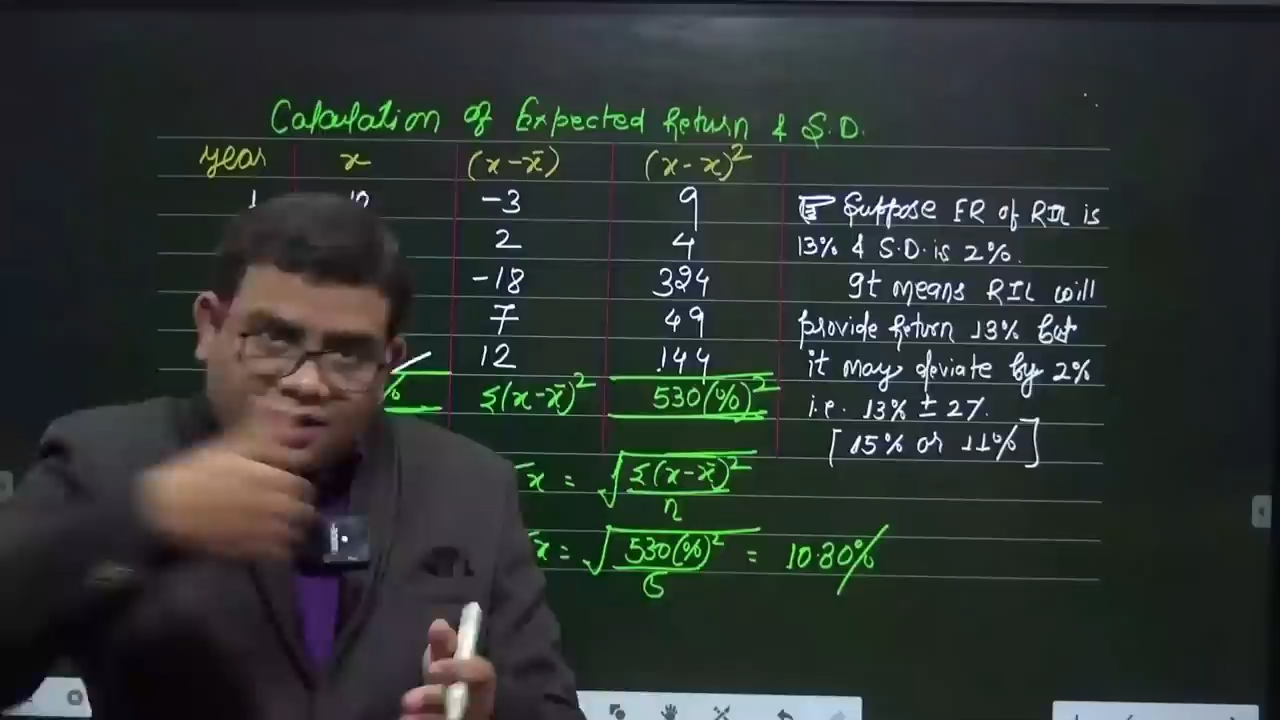 Calculation of Expected Return & S.D.
year x (x-x̄) (x-x)²
1 12 -3 9
2 4
-18 324
7 49
12 144
% Σ(x-x̄)² 530(%)²
x = √Σ(x-x̄)²/n
x = √530(%)²/5 = 10.30%
Suppose ER of RIL is
13% & S.D. is 2%.
It means RIL will
provide Return 13% but
it may deviate by 2%
i.e. 13% ± 2%
[15% or 11%]